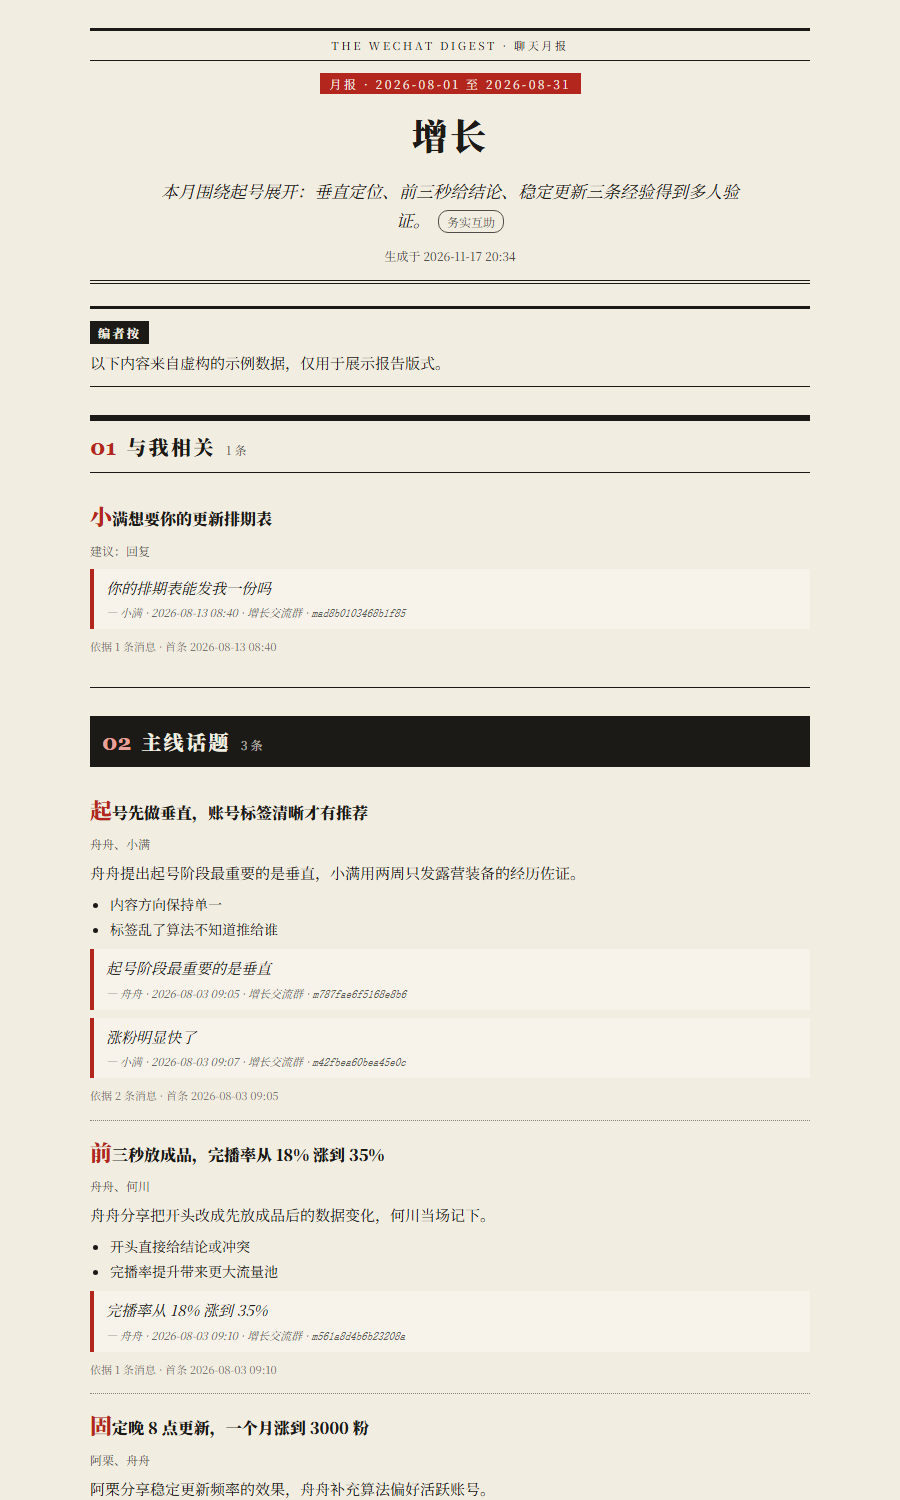 THE WECHAT DIGEST · 聊天月报
月报 · 2026-08-01 至 2026-08-31
增长
本月围绕起号展开：垂直定位、前三秒给结论、稳定更新三条经验得到多人验
证。 务实互助
生成于 2026-11-17 20:34
编者按
以下内容来自虚构的示例数据，仅用于展示报告版式。
01 与我相关 1 条
小满想要你的更新排期表
建议：回复
你的排期表能发我一份吗
— 小满 · 2026-08-13 08:40 · 增长交流群 · mad8b0103468b1f85
依据 1 条消息 · 首条 2026-08-13 08:40
02 主线话题 3 条
起号先做垂直，账号标签清晰才有推荐
舟舟、小满
舟舟提出起号阶段最重要的是垂直，小满用两周只发露营装备的经历佐证。
• 内容方向保持单一
• 标签乱了算法不知道推给谁
起号阶段最重要的是垂直
— 舟舟 · 2026-08-03 09:05 · 增长交流群 · m787fae6f5168e8b6
涨粉明显快了
— 小满 · 2026-08-03 09:07 · 增长交流群 · m42fbea60bea45e0c
依据 2 条消息 · 首条 2026-08-03 09:05
前三秒放成品，完播率从 18% 涨到 35%
舟舟、何川
舟舟分享把开头改成先放成品后的数据变化，何川当场记下。
• 开头直接给结论或冲突
• 完播率提升带来更大流量池
完播率从 18% 涨到 35%
— 舟舟 · 2026-08-03 09:10 · 增长交流群 · m561a8d4b6b23208a
依据 1 条消息 · 首条 2026-08-03 09:10
固定晚 8 点更新，一个月涨到 3000 粉
阿栗、舟舟
阿栗分享稳定更新频率的效果，舟舟补充算法偏好活跃账号。